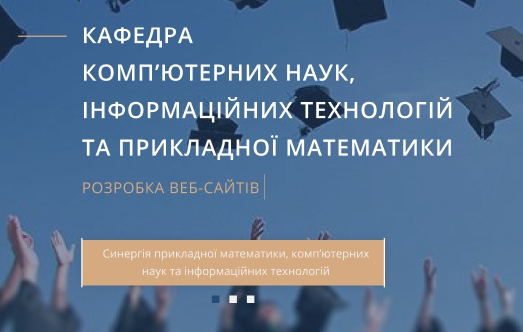 КАФЕДРА
КОМП’ЮТЕРНИХ НАУК,
ІНФОРМАЦІЙНИХ ТЕХНОЛОГІЙ
ТА ПРИКЛАДНОЇ МАТЕМАТИКИ
РОЗРОБКА ВЕБ-САЙТІВ
Синергія прикладної математики, комп’ютерних
наук та інформаційних технологій